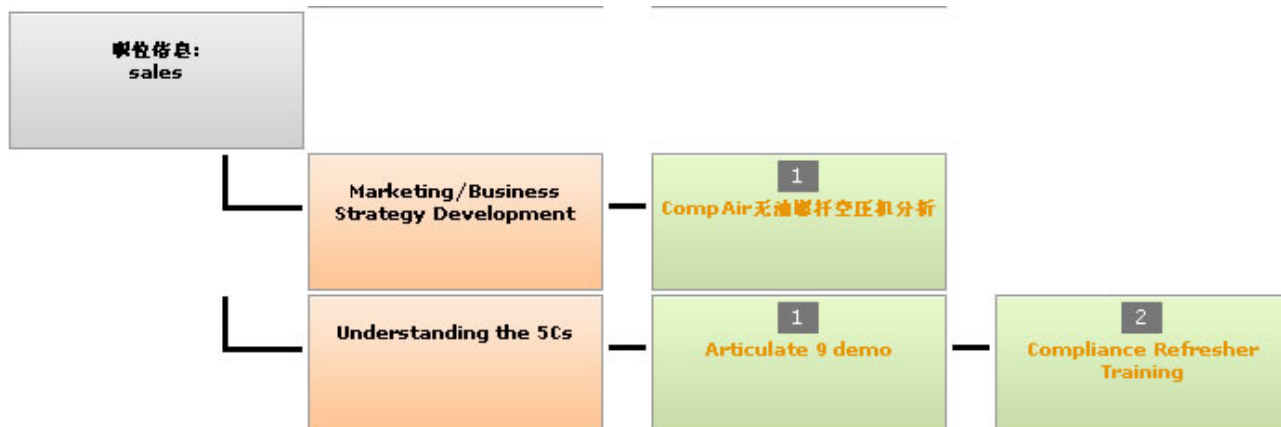 职位信息:
sales
Marketing/Business
Strategy Development
1
CompAir无油螺杆空压机分析
Understanding the 5Cs
1
Articulate 9 demo
2
Compliance Refresher
Training